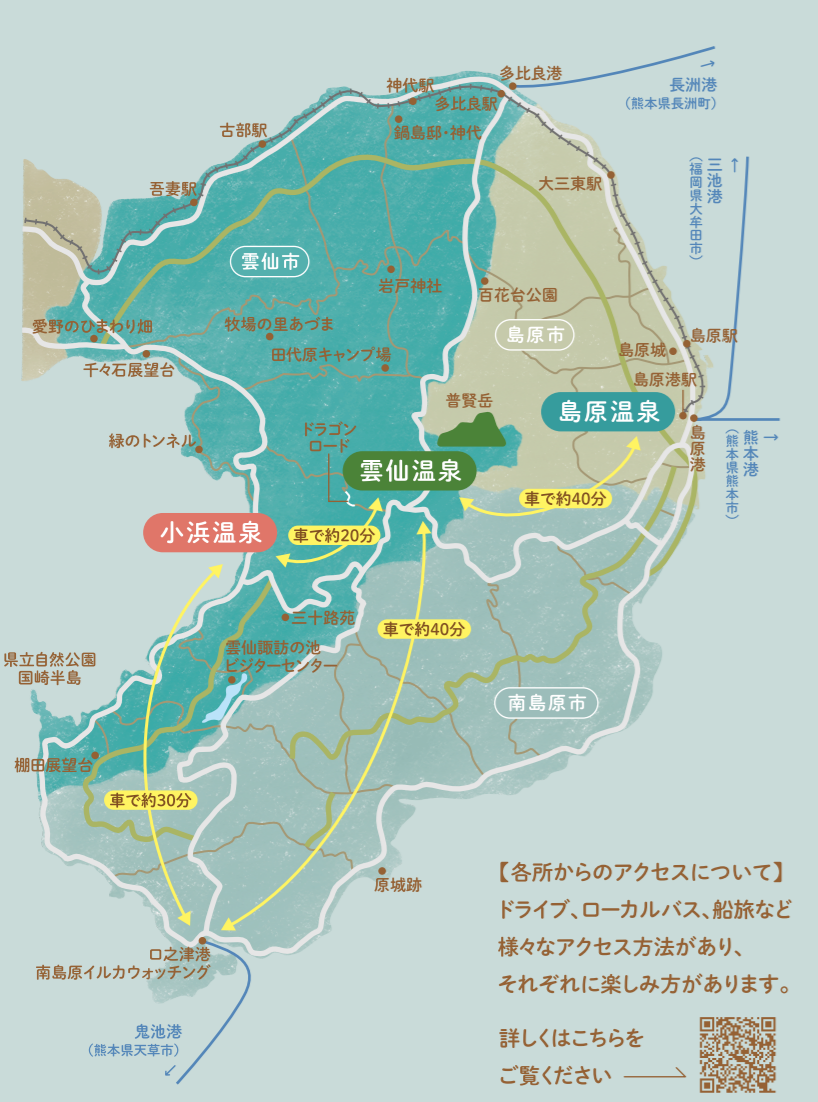 多比良港
→
長洲港
（熊本県長洲町）
神代駅
多比良駅
鍋島邸・神代
古部駅
大三東駅
三池港
（福岡県大牟田市）
↑
吾妻駅
雲仙市
岩戸神社
百花台公園
愛野のひまわり畑
牧場の里あづま
島原市
島原駅
島原城
田代原キャンプ場
千々石展望台
島原港駅
普賢岳
島原温泉
島原港
熊本港
（熊本県熊本市）
→
緑のトンネル
ドラゴン
ロード
雲仙温泉
車で約40分
小浜温泉
車で約20分
三十路苑
車で約40分
雲仙諏訪の池
ビジターセンター
県立自然公園
国崎半島
南島原市
棚田展望台
車で約30分
原城跡
口之津港
南島原イルカウォッチング
鬼池港
（熊本県天草市）
↙
【各所からのアクセスについて】
ドライブ、ローカルバス、船旅など
様々なアクセス方法があり、
それぞれに楽しみ方があります。
詳しくはこちらを
ご覧ください